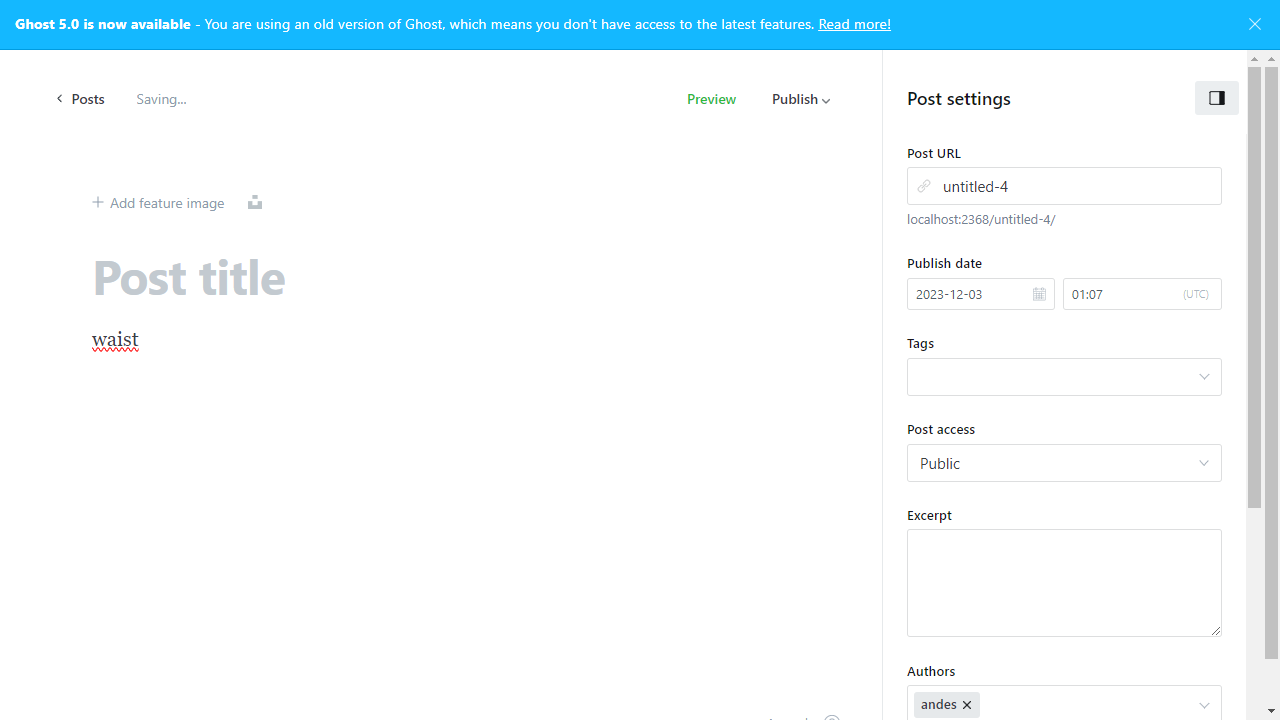 Ghost 5.0 is now available - You are using an old version of Ghost, which means you don't have access to the latest features. Read more!
Posts
Saving...
Preview
Publish
Add feature image
Post title
waist
Post settings
Post URL
untitled-4
localhost:2368/untitled-4/
Publish date
2023-12-03
01:07
(UTC)
Tags
Post access
Public
Excerpt
Authors
andes